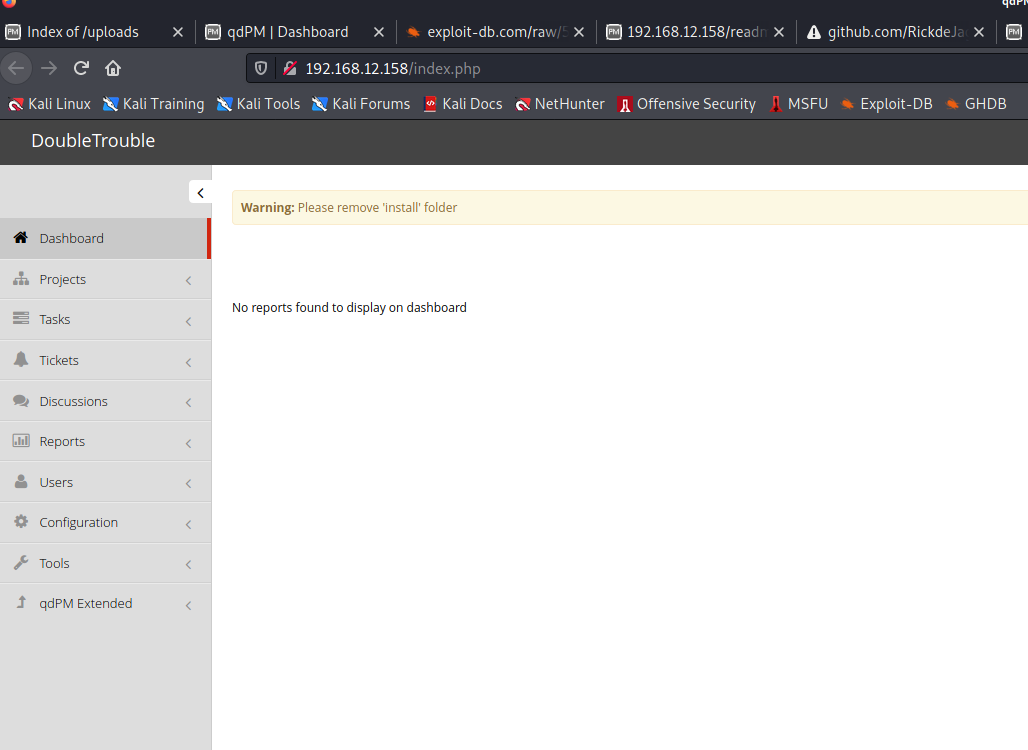 qdPM
Index of /uploads
qdPM | Dashboard
exploit-db.com/raw/5
192.168.12.158/readm
github.com/RickdeJa
192.168.12.158/index.php
Kali Linux Kali Training Kali Tools Kali Forums Kali Docs NetHunter Offensive Security MSFU Exploit-DB GHDB
DoubleTrouble
Warning: Please remove 'install' folder
Dashboard
No reports found to display on dashboard
Projects
Tasks
Tickets
Discussions
Reports
Users
Configuration
Tools
qdPM Extended